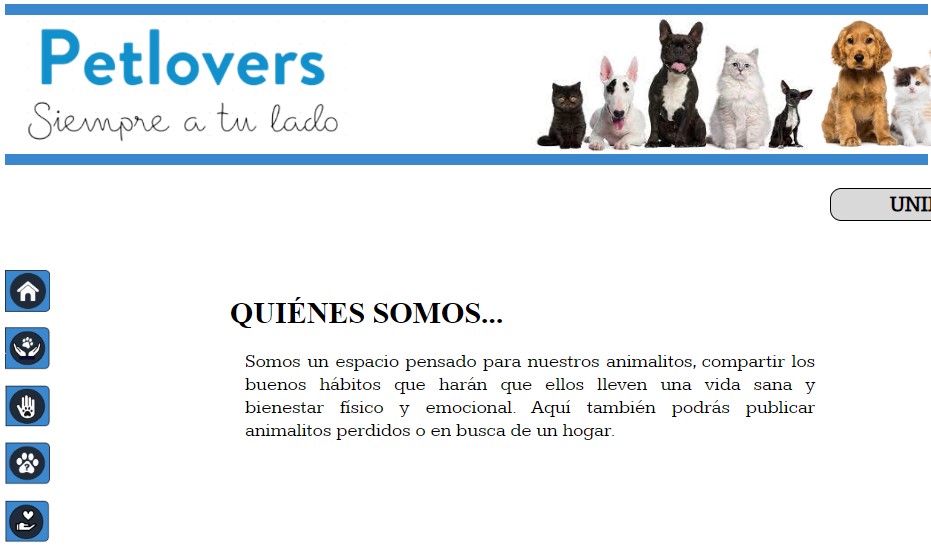 Petlovers
Siempre a tu lado
QUIÉNES SOMOS...
Somos un espacio pensado para nuestros animalitos, compartir los
buenos hábitos que harán que ellos lleven una vida sana y
bienestar físico y emocional. Aquí también podrás publicar
animalitos perdidos o en busca de un hogar.